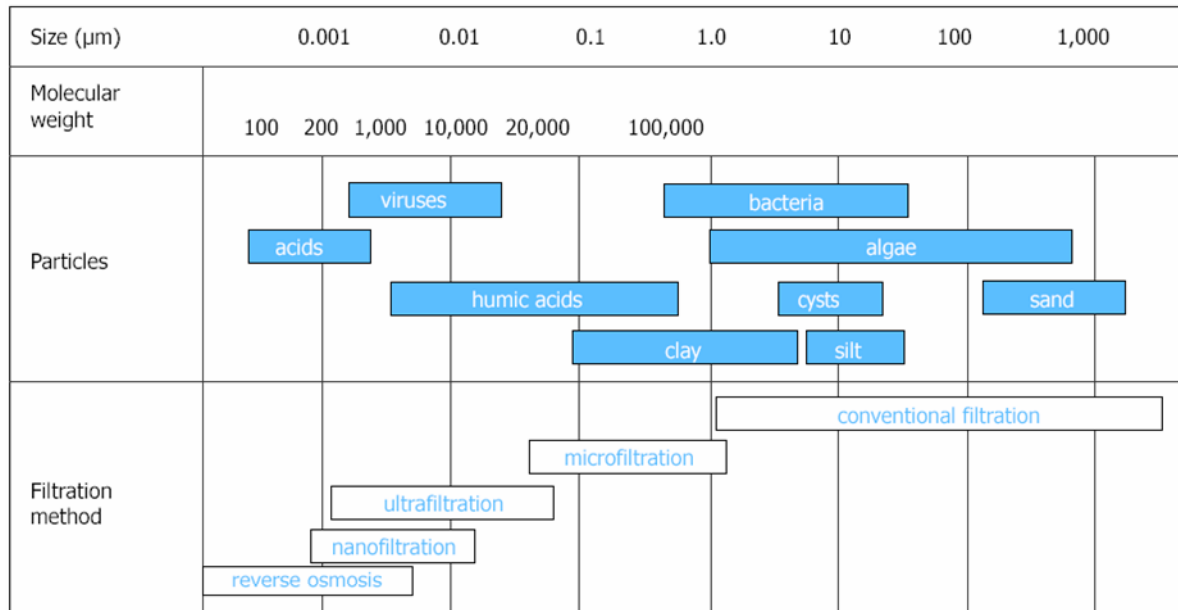 Size (µm) 0.001 0.01 0.1 1.0 10 100 1,000
Molecular
weight
100 200 1,000 10,000 20,000 100,000
Particles
viruses bacteria
acids algae
humic acids cysts sand
clay silt
Filtration
method
conventional filtration
microfiltration
ultrafiltration
nanofiltration
reverse osmosis